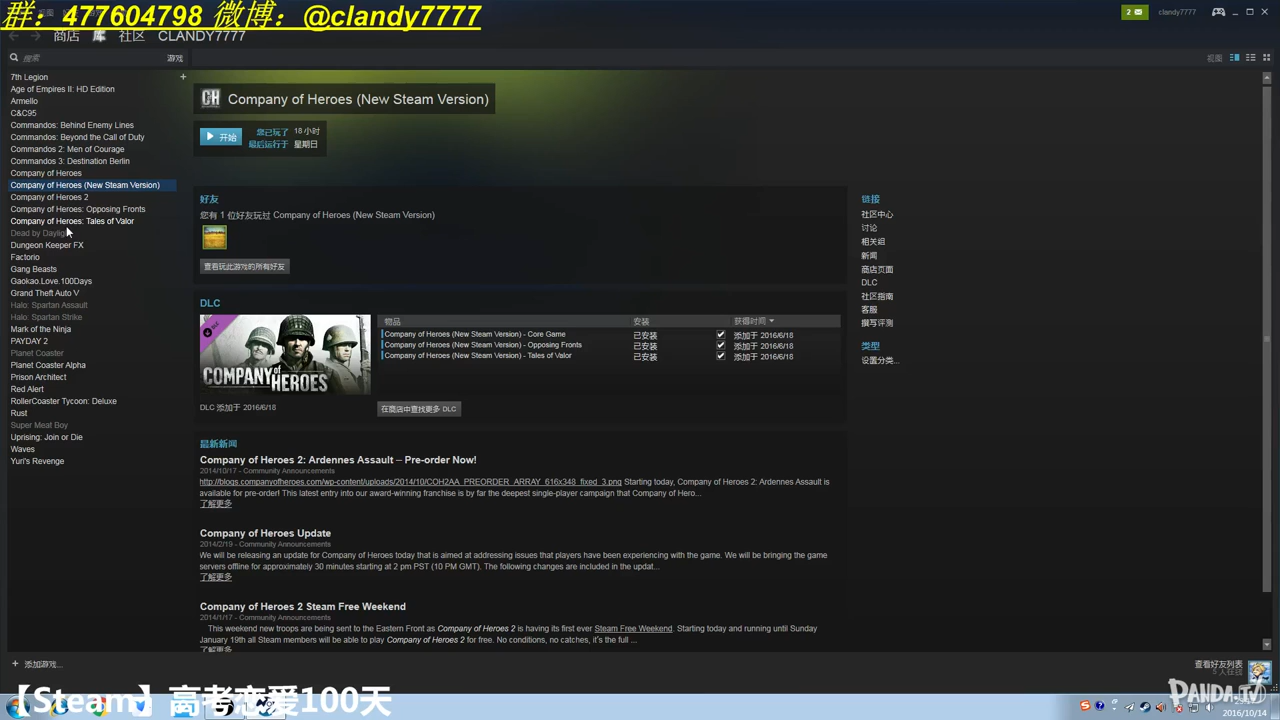 群：477604798 微博：@clandy7777
2
clandy7777
商店 库 社区 CLANDY7777
搜索
游戏
视图
7th Legion
Age of Empires II: HD Edition
Armello
C&C95
Commandos: Behind Enemy Lines
Commandos: Beyond the Call of Duty
Commandos 2: Men of Courage
Commandos 3: Destination Berlin
Company of Heroes
Company of Heroes (New Steam Version)
Company of Heroes 2
Company of Heroes: Opposing Fronts
Company of Heroes: Tales of Valor
Dead by Daylight
Dungeon Keeper FX
Factorio
Gang Beasts
Gaokao.Love.100Days
Grand Theft Auto V
Halo: Spartan Assault
Halo: Spartan Strike
Mark of the Ninja
PAYDAY 2
Planet Coaster
Planet Coaster Alpha
Prison Architect
Red Alert
RollerCoaster Tycoon: Deluxe
Rust
Super Meat Boy
Uprising: Join or Die
Waves
Yuri's Revenge
添加游戏...
Company of Heroes (New Steam Version)
开始
您已玩了 18 小时
最后运行于 星期日
好友
您有 1 位好友玩过 Company of Heroes (New Steam Version)
查看玩此游戏的所有好友
DLC
COMPANY OF HEROES
DLC 添加于 2016/6/18
物品 安装 获得时间
Company of Heroes (New Steam Version) - Core Game 已安装 添加于 2016/6/18
Company of Heroes (New Steam Version) - Opposing Fronts 已安装 添加于 2016/6/18
Company of Heroes (New Steam Version) - Tales of Valor 已安装 添加于 2016/6/18
在商店中查找更多 DLC
最新新闻
Company of Heroes 2: Ardennes Assault – Pre-order Now!
2014/10/17 - Community Announcements
http://blogs.companyofheroes.com/wp-content/uploads/2014/10/COH2AA_PREORDER_ARRAY_616x348_fixed_3.png Starting today, Company of Heroes 2: Ardennes Assault is
available for pre-order! This latest entry into our award-winning franchise is by far the deepest single-player campaign that Company of Hero...
了解更多
Company of Heroes Update
2014/2/19 - Community Announcements
We will be releasing an update for Company of Heroes today that is aimed at addressing issues that players have been experiencing with the game. We will be bringing the game
servers offline for approximately 30 minutes starting at 2 pm PST (10 PM GMT). The following changes are included in the updat...
了解更多
Company of Heroes 2 Steam Free Weekend
2014/1/17 - Community Announcements
This weekend new troops are being sent to the Eastern Front as Company of Heroes 2 is having its first ever Steam Free Weekend. Starting today and running until Sunday
January 19th all Steam members will be able to play Company of Heroes 2 for free. No conditions, no catches, it's the full ...
了解更多
链接
社区中心
讨论
相关组
新闻
商店页面
DLC
社区指南
客服
撰写评测
类型
设置分类...
查看好友列表
人在线
【Steam】高考恋爱100天
PANDA.TV
2016/10/14